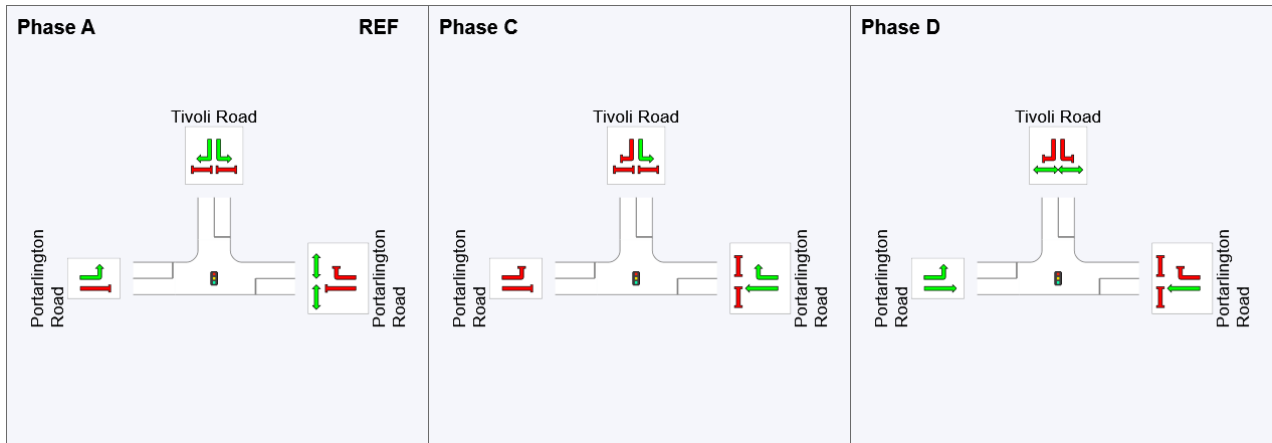 Phase A
REF
Tivoli Road
Portarlington
Road
Portarlington
Road
Phase C
Tivoli Road
Portarlington
Road
Portarlington
Road
Phase D
Tivoli Road
Portarlington
Road
Portarlington
Road